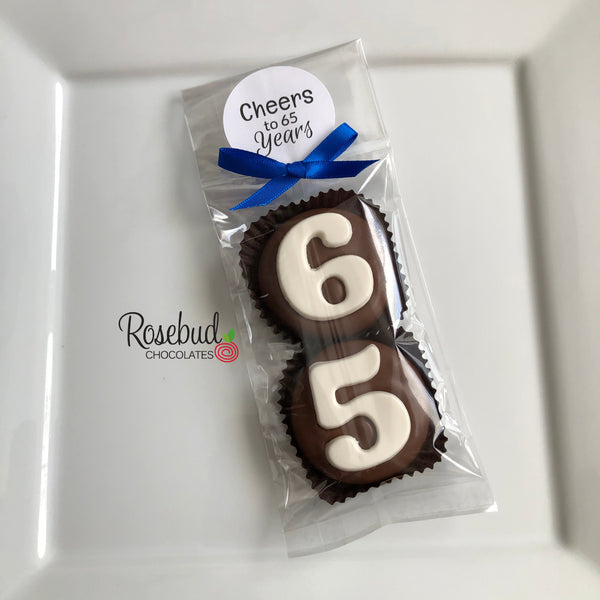 Cheers
to 65
Years
6
5
Rosebud
CHOCOLATES